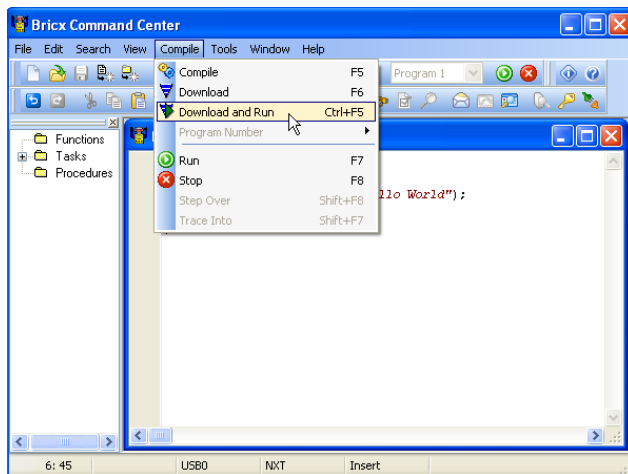 Bricx Command Center
File Edit Search View Compile Tools Window Help
Program 1
Compile F5
Download F6
Download and Run Ctrl+F5
Program Number
Run F7
Stop F8
Step Over Shift+F8
Trace Into Shift+F7
Functions
Tasks
Procedures
llo World");
6: 45 USB0 NXT Insert